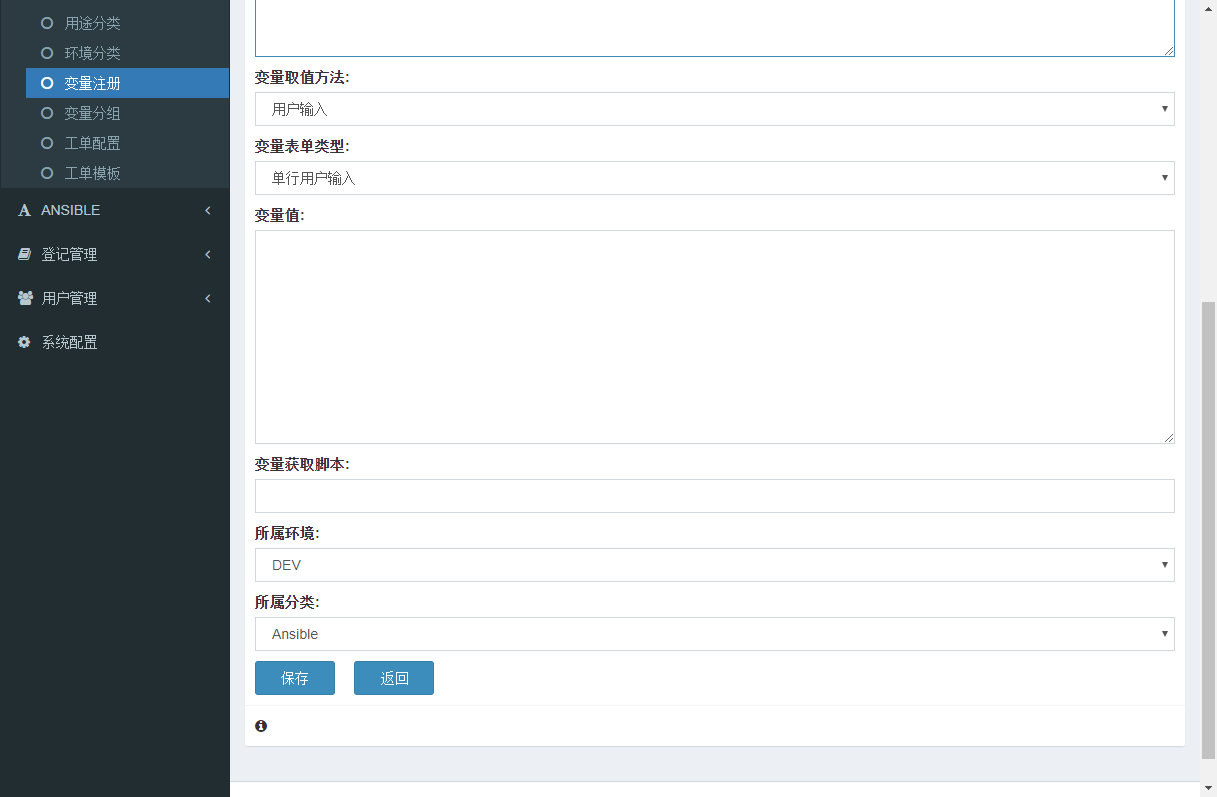 用途分类
环境分类
变量注册
变量分组
工单配置
工单模板
ANSIBLE
登记管理
用户管理
系统配置
变量取值方法:
用户输入
变量表单类型:
单行用户输入
变量值:
变量获取脚本:
所属环境:
DEV
所属分类:
Ansible
保存
返回